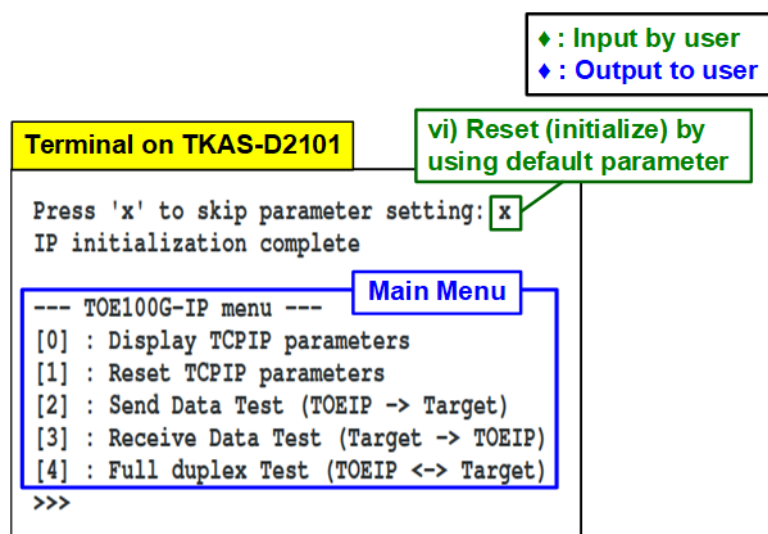 ♦ : Input by user
♦ : Output to user
vi) Reset (initialize) by
using default parameter
Terminal on TKAS-D2101
Press 'x' to skip parameter setting: x
IP initialization complete
Main Menu
--- TOE100G-IP menu ---
[0] : Display TCPIP parameters
[1] : Reset TCPIP parameters
[2] : Send Data Test (TOEIP -> Target)
[3] : Receive Data Test (Target -> TOEIP)
[4] : Full duplex Test (TOEIP <-> Target)
>>>